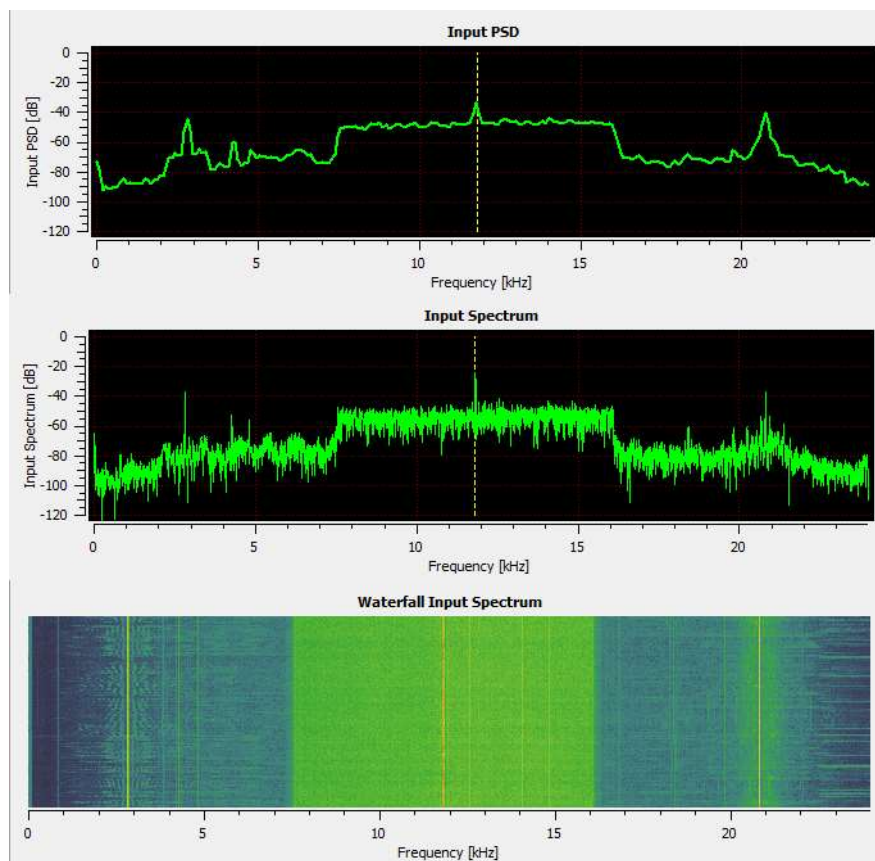 Input PSD
Input PSD [dB]
0
-20
-40
-60
-80
-100
-120
0 5 10 15 20
Frequency [kHz]
Input Spectrum
Input Spectrum [dB]
0
-20
-40
-60
-80
-100
-120
0 5 10 15 20
Frequency [kHz]
Waterfall Input Spectrum
0 5 10 15 20
Frequency [kHz]